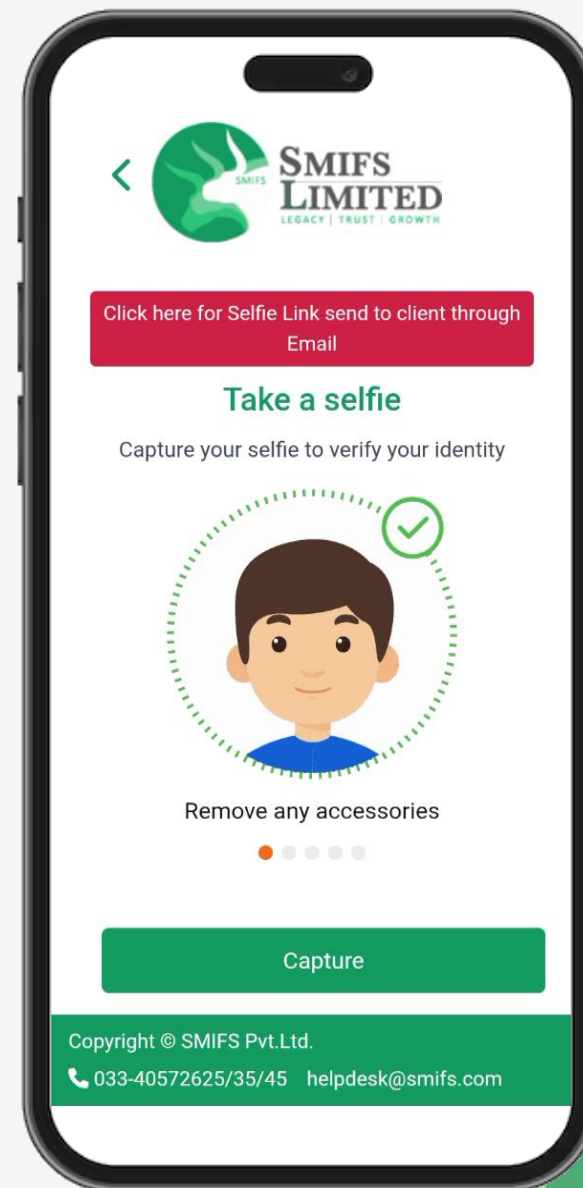 SMIFS
SMIFS
LIMITED
LEGACY | TRUST | GROWTH
Click here for Selfie Link send to client through
Email
Take a selfie
Capture your selfie to verify your identity
Remove any accessories
Capture
Copyright © SMIFS Pvt.Ltd.
033-40572625/35/45 helpdesk@smifs.com